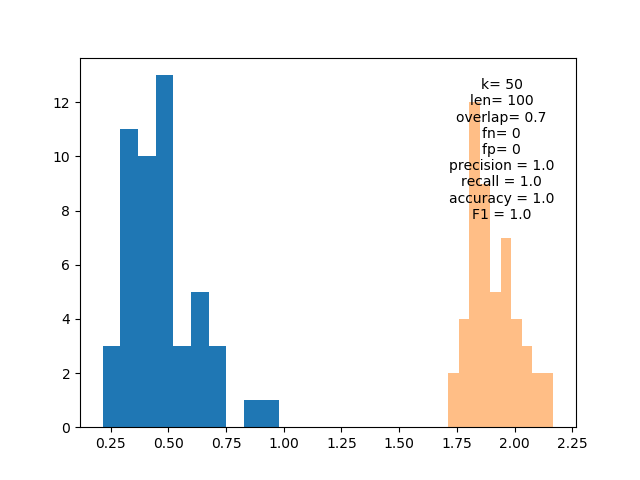 k= 50
len= 100
overlap= 0.7
fn= 0
fp= 0
precision = 1.0
recall = 1.0
accuracy = 1.0
F1 = 1.0
12
10
8
6
4
2
0
0.25 0.50 0.75 1.00 1.25 1.50 1.75 2.00 2.25